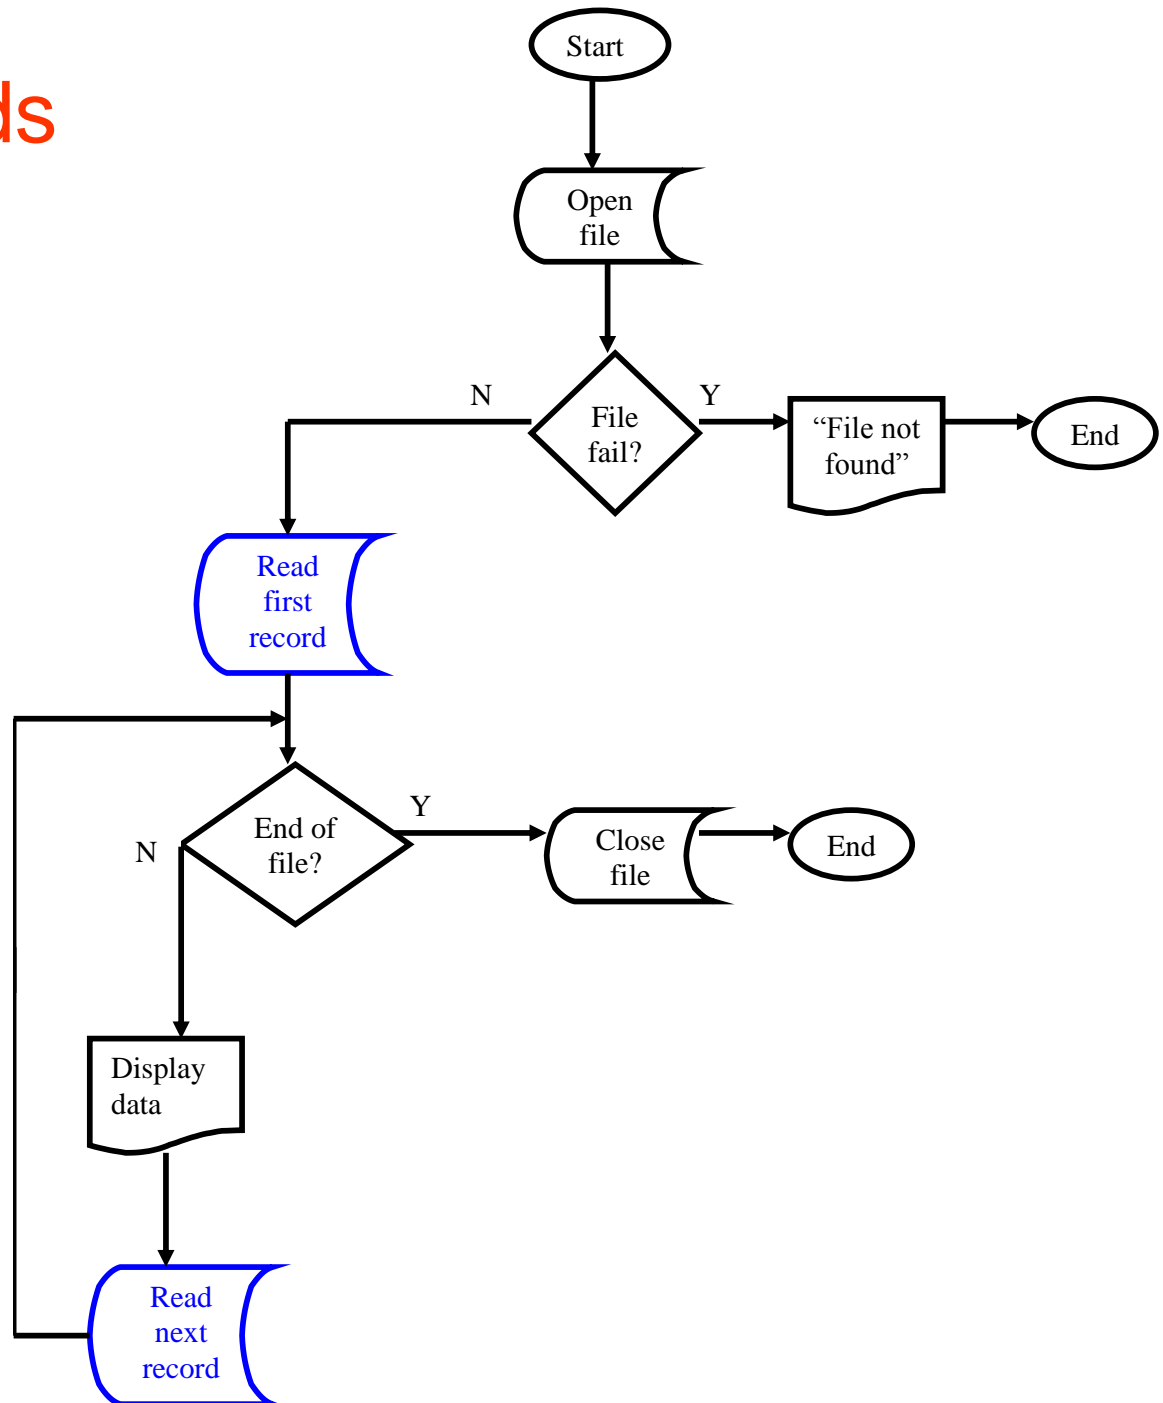 Start
ds
Open
file
N
Y
File
fail?
“File not
found”
End
Read
first
record
Y
End of
file?
N
Close
file
End
Display
data
Read
next
record